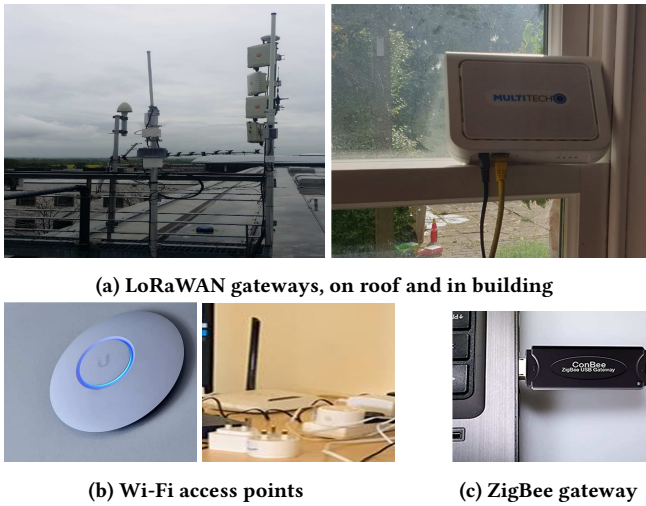 MULTITECH
(a) LoRaWAN gateways, on roof and in building
ConBee
ZigBee USB Gateway
(b) Wi-Fi access points
(c) ZigBee gateway